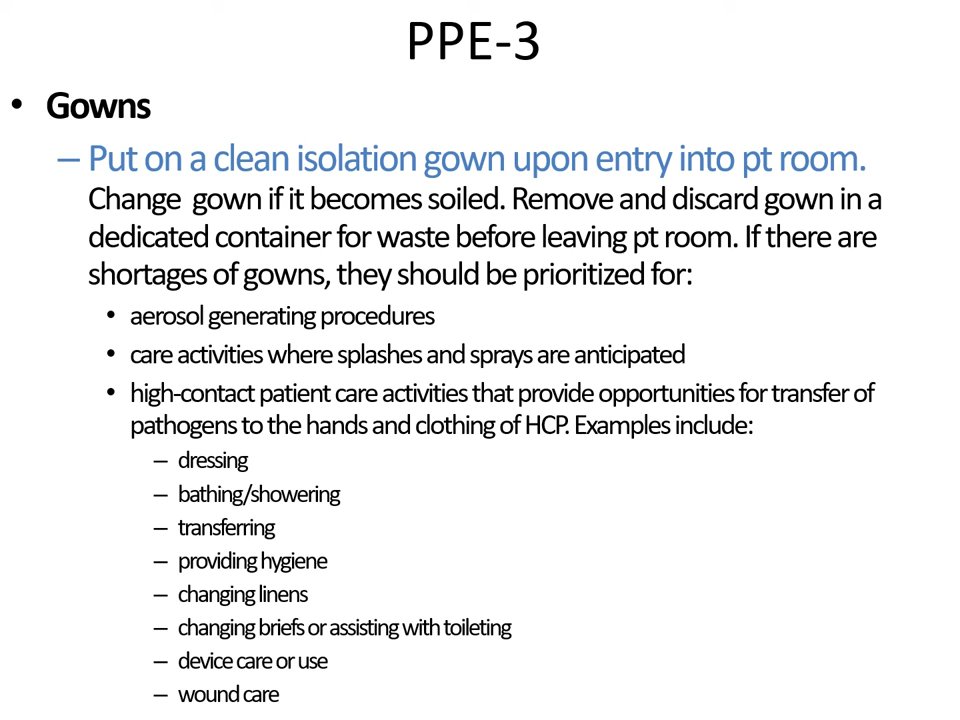 PPE-3
• Gowns
– Put on a clean isolation gown upon entry into pt room.
Change  gown if it becomes soiled. Remove and discard gown in a
dedicated container for waste before leaving pt room. If there are
shortages of gowns, they should be prioritized for:
• aerosol generating procedures
• care activities where splashes and sprays are anticipated
• high-contact patient care activities that provide opportunities for transfer of
pathogens to the hands and clothing of HCP. Examples include:
– dressing
– bathing/showering
– transferring
– providing hygiene
– changing linens
– changing briefs or assisting with toileting
– device care or use
– wound care